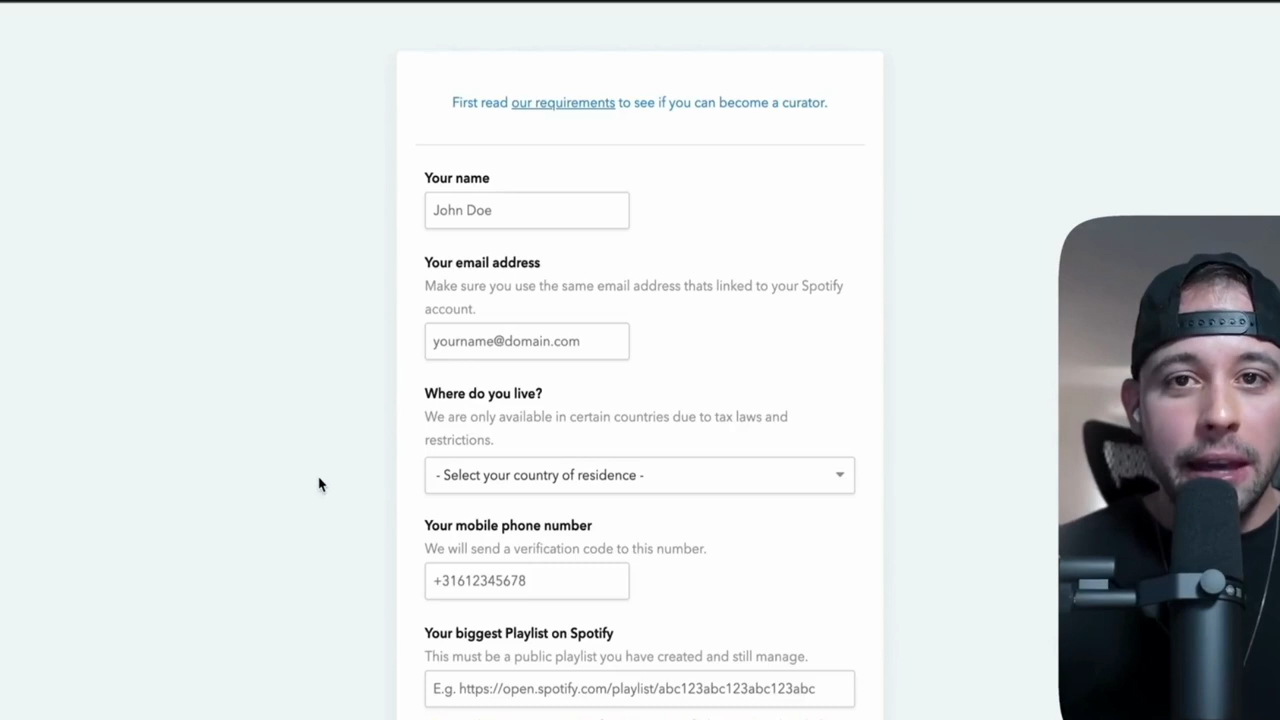 First read our requirements to see if you can become a curator.
Your name
John Doe
Your email address
Make sure you use the same email address thats linked to your Spotify
account.
yourname@domain.com
Where do you live?
We are only available in certain countries due to tax laws and
restrictions.
- Select your country of residence -
Your mobile phone number
We will send a verification code to this number.
+31612345678
Your biggest Playlist on Spotify
This must be a public playlist you have created and still manage.
E.g. https://open.spotify.com/playlist/abc123abc123abc123abc